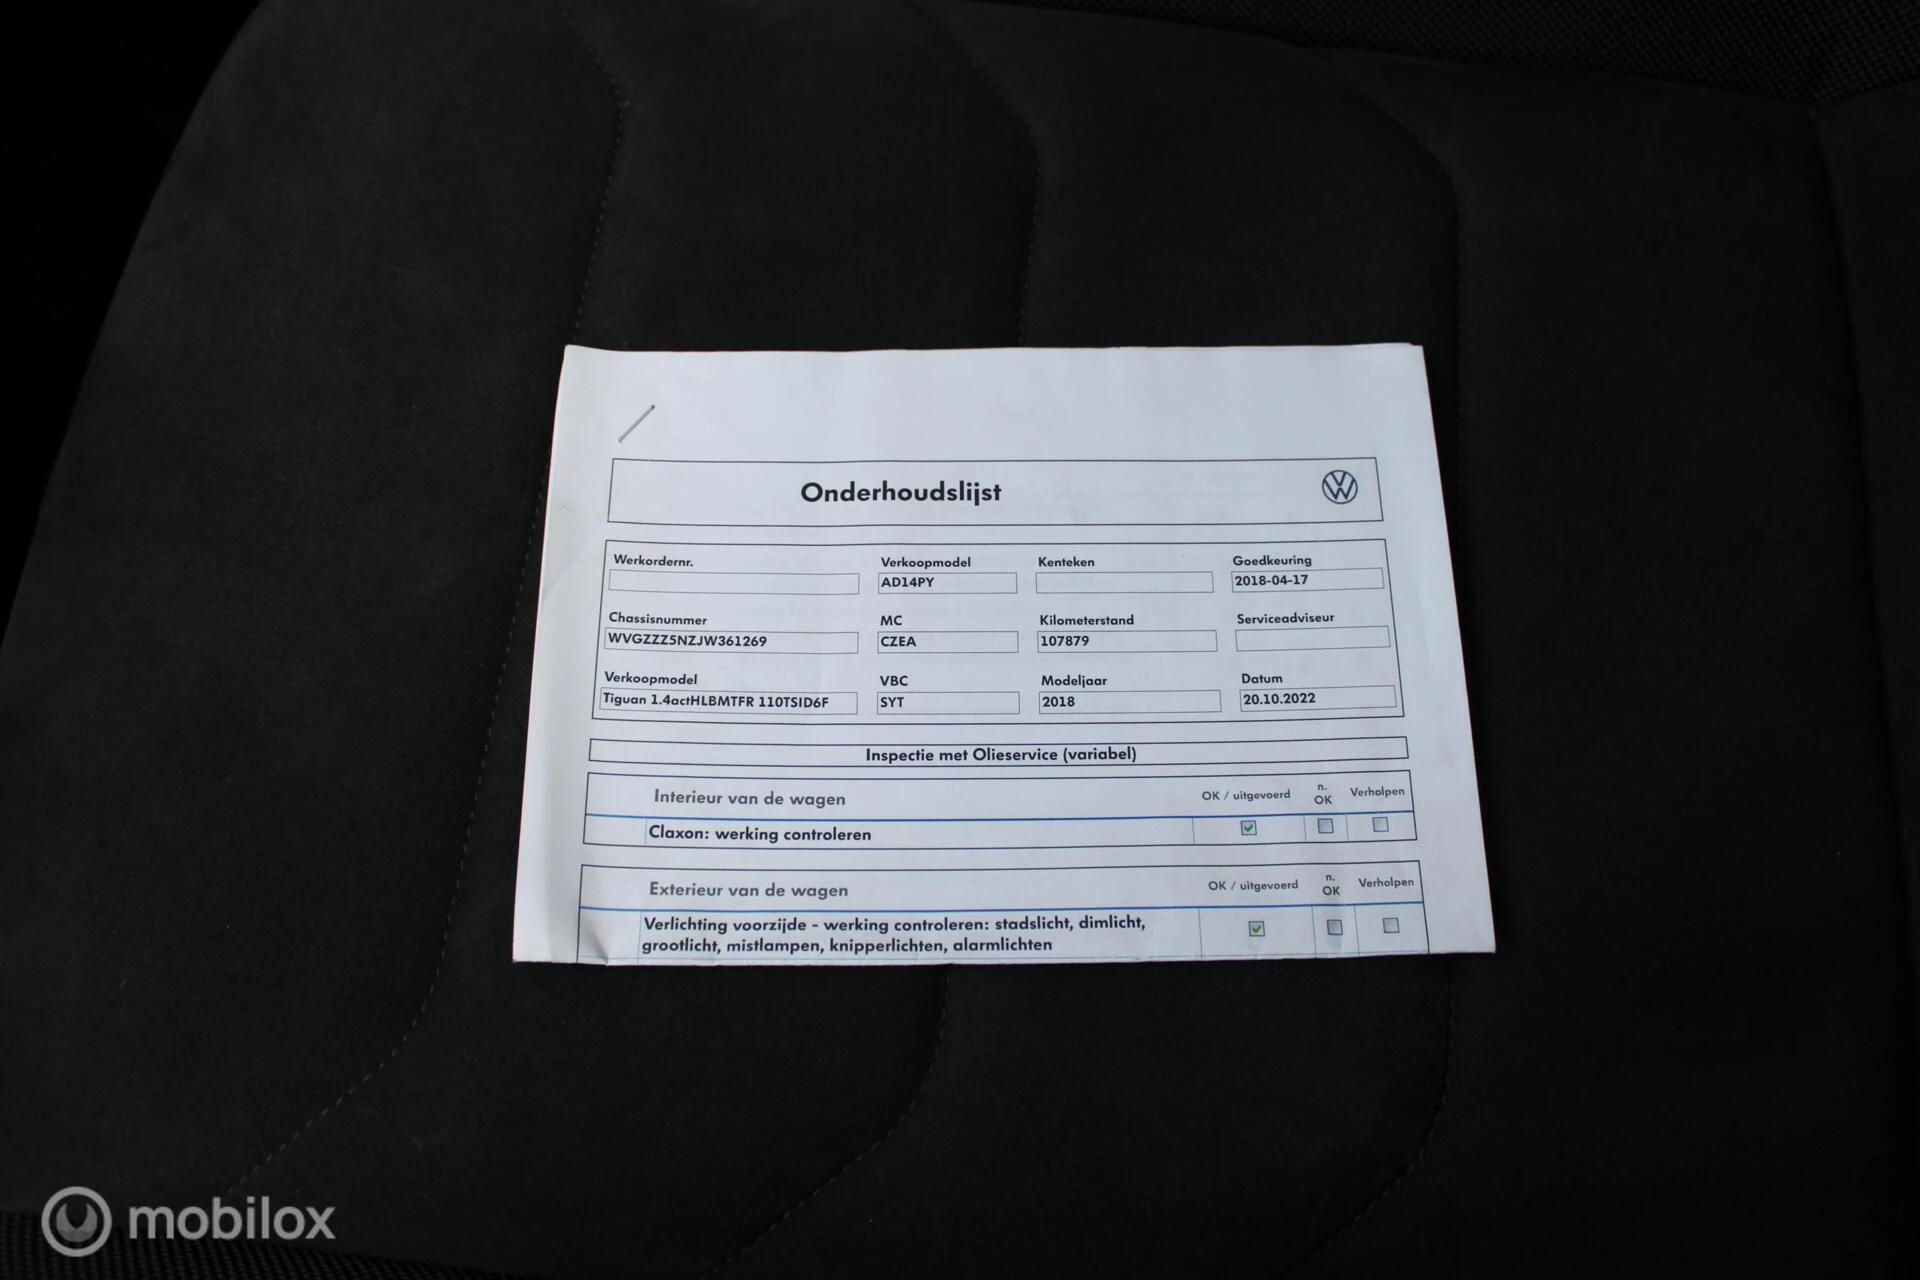 Onderhoudslijst
Werkordernr. Verkoopmodel Kenteken Goedkeuring
AD14PY 2018-04-17
Chassisnummer MC Kilometerstand Serviceadviseur
WVGZZZ5NZJW361269 CZEA 107879
Verkoopmodel VBC Modeljaar Datum
Tiguan 1.4actHLBMTFR 110TSID6F SYT 2018 20.10.2022
Inspectie met Olieservice (variabel)
Interieur van de wagen OK / uitgevoerd n. OK Verholpen
Claxon: werking controleren
Exterieur van de wagen OK / uitgevoerd n. OK Verholpen
Verlichting voorzijde - werking controleren: stadslicht, dimlicht,
grootlicht, mistlampen, knipperlichten, alarmlichten
mobilox